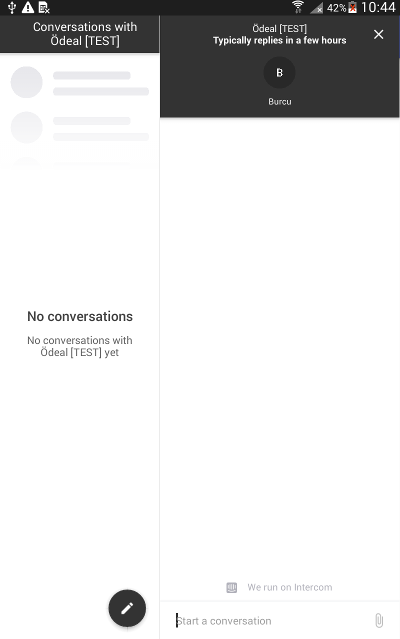 42% 10:44
Conversations with
Ödeal [TEST]
No conversations
No conversations with
Ödeal [TEST] yet
Ödeal [TEST]
Typically replies in a few hours
B
Burcu
We run on Intercom
Start a conversation